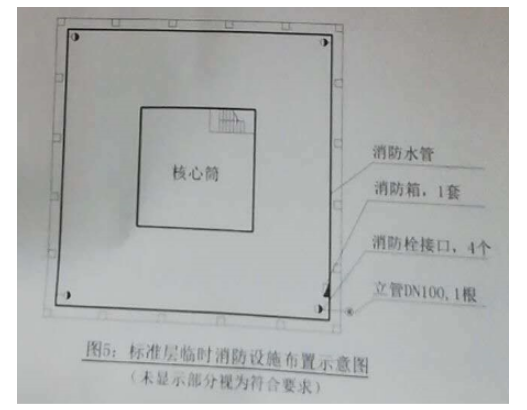 核心筒
消防水管
消防箱，1套
消防栓接口，4个
立管DN100,1根
图5：标准层临时消防设施布置示意图
（未显示部分视为符合要求）